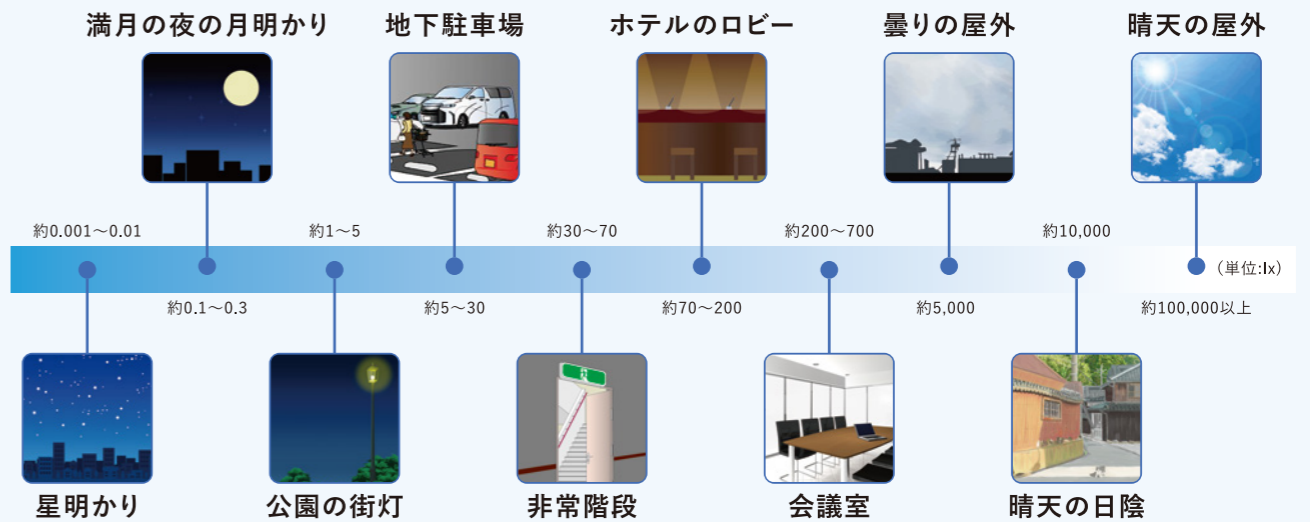 満月の夜の月明かり
地下駐車場
ホテルのロビー
曇りの屋外
晴天の屋外
約0.001～0.01
約1～5
約30～70
約200～700
約10,000
(単位:lx)
約0.1～0.3
約5～30
約70～200
約5,000
約100,000以上
星明かり
公園の街灯
非常階段
会議室
晴天の日陰